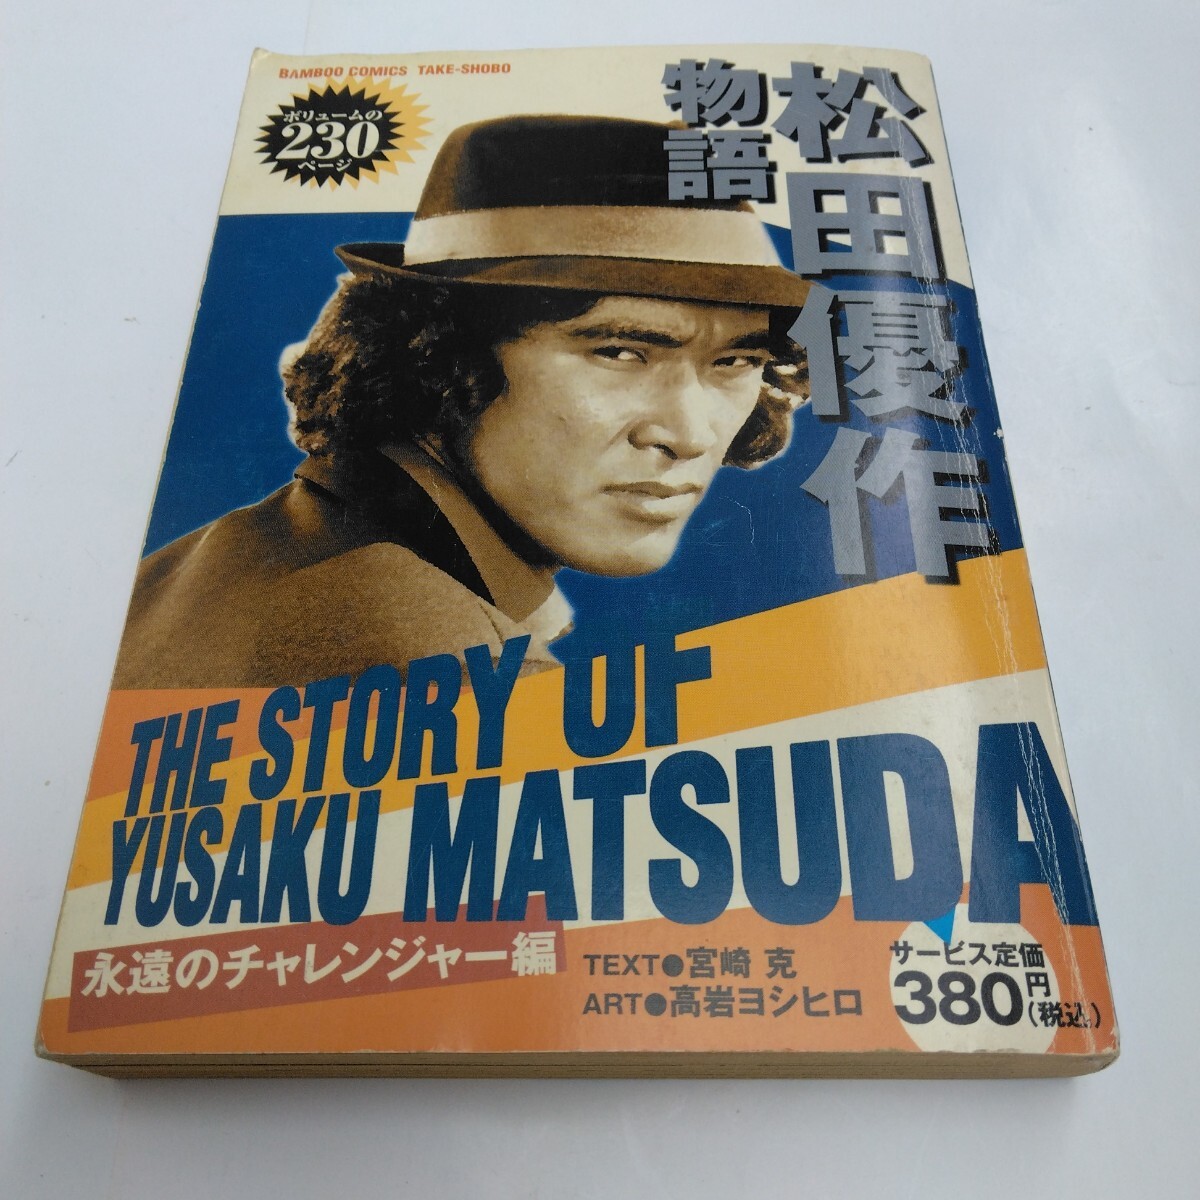 BAMBOO COMICS TAKE-SHOBO
ボリュームの
230
ページ
松田優作
物語
THE STORY OF
YUSAKU MATSUDA
永遠のチャレンジャー編
TEXT●宮崎 克
ART●高岩ヨシヒロ
サービス定価
380円
(税込)